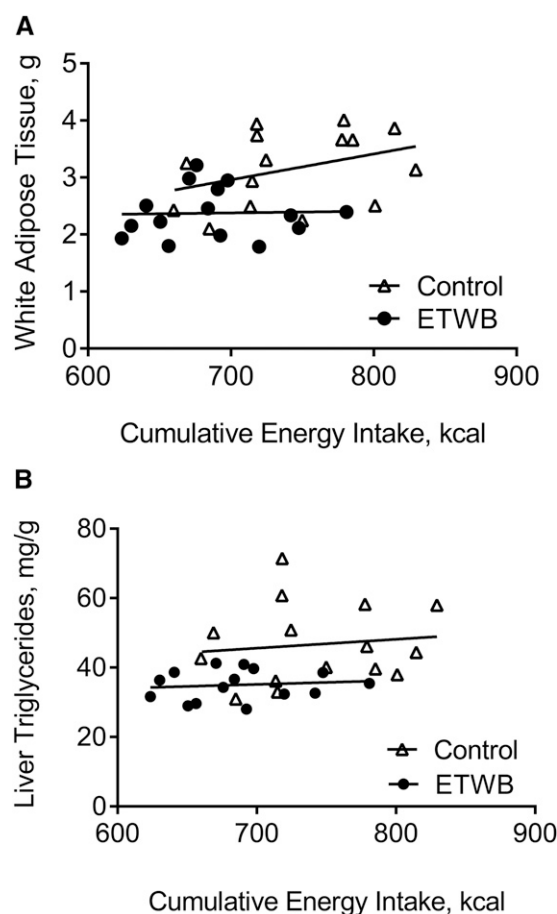 A
White Adipose Tissue, g
5
4
3
2
1
0
600 700 800 900
Control
ETWB
Cumulative Energy Intake, kcal
B
Liver Triglycerides, mg/g
80
60
40
20
0
600 700 800 900
Control
ETWB
Cumulative Energy Intake, kcal